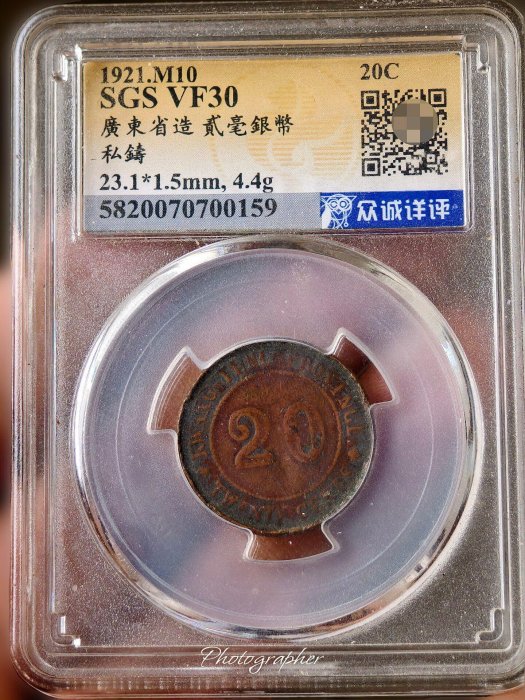 1921.M10 20C
SGS VF30
廣東省造 貳毫銀幣
私鑄
23.1*1.5mm, 4.4g
5820070700159 众诚详评
20
Photographer